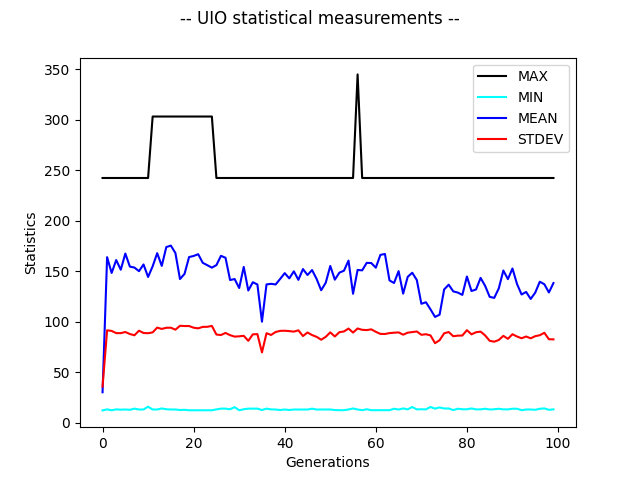 -- UIO statistical measurements --
350
300
250
200
150
100
50
0
Statistics
MAX
MIN
MEAN
STDEV
0 20 40 60 80 100
Generations